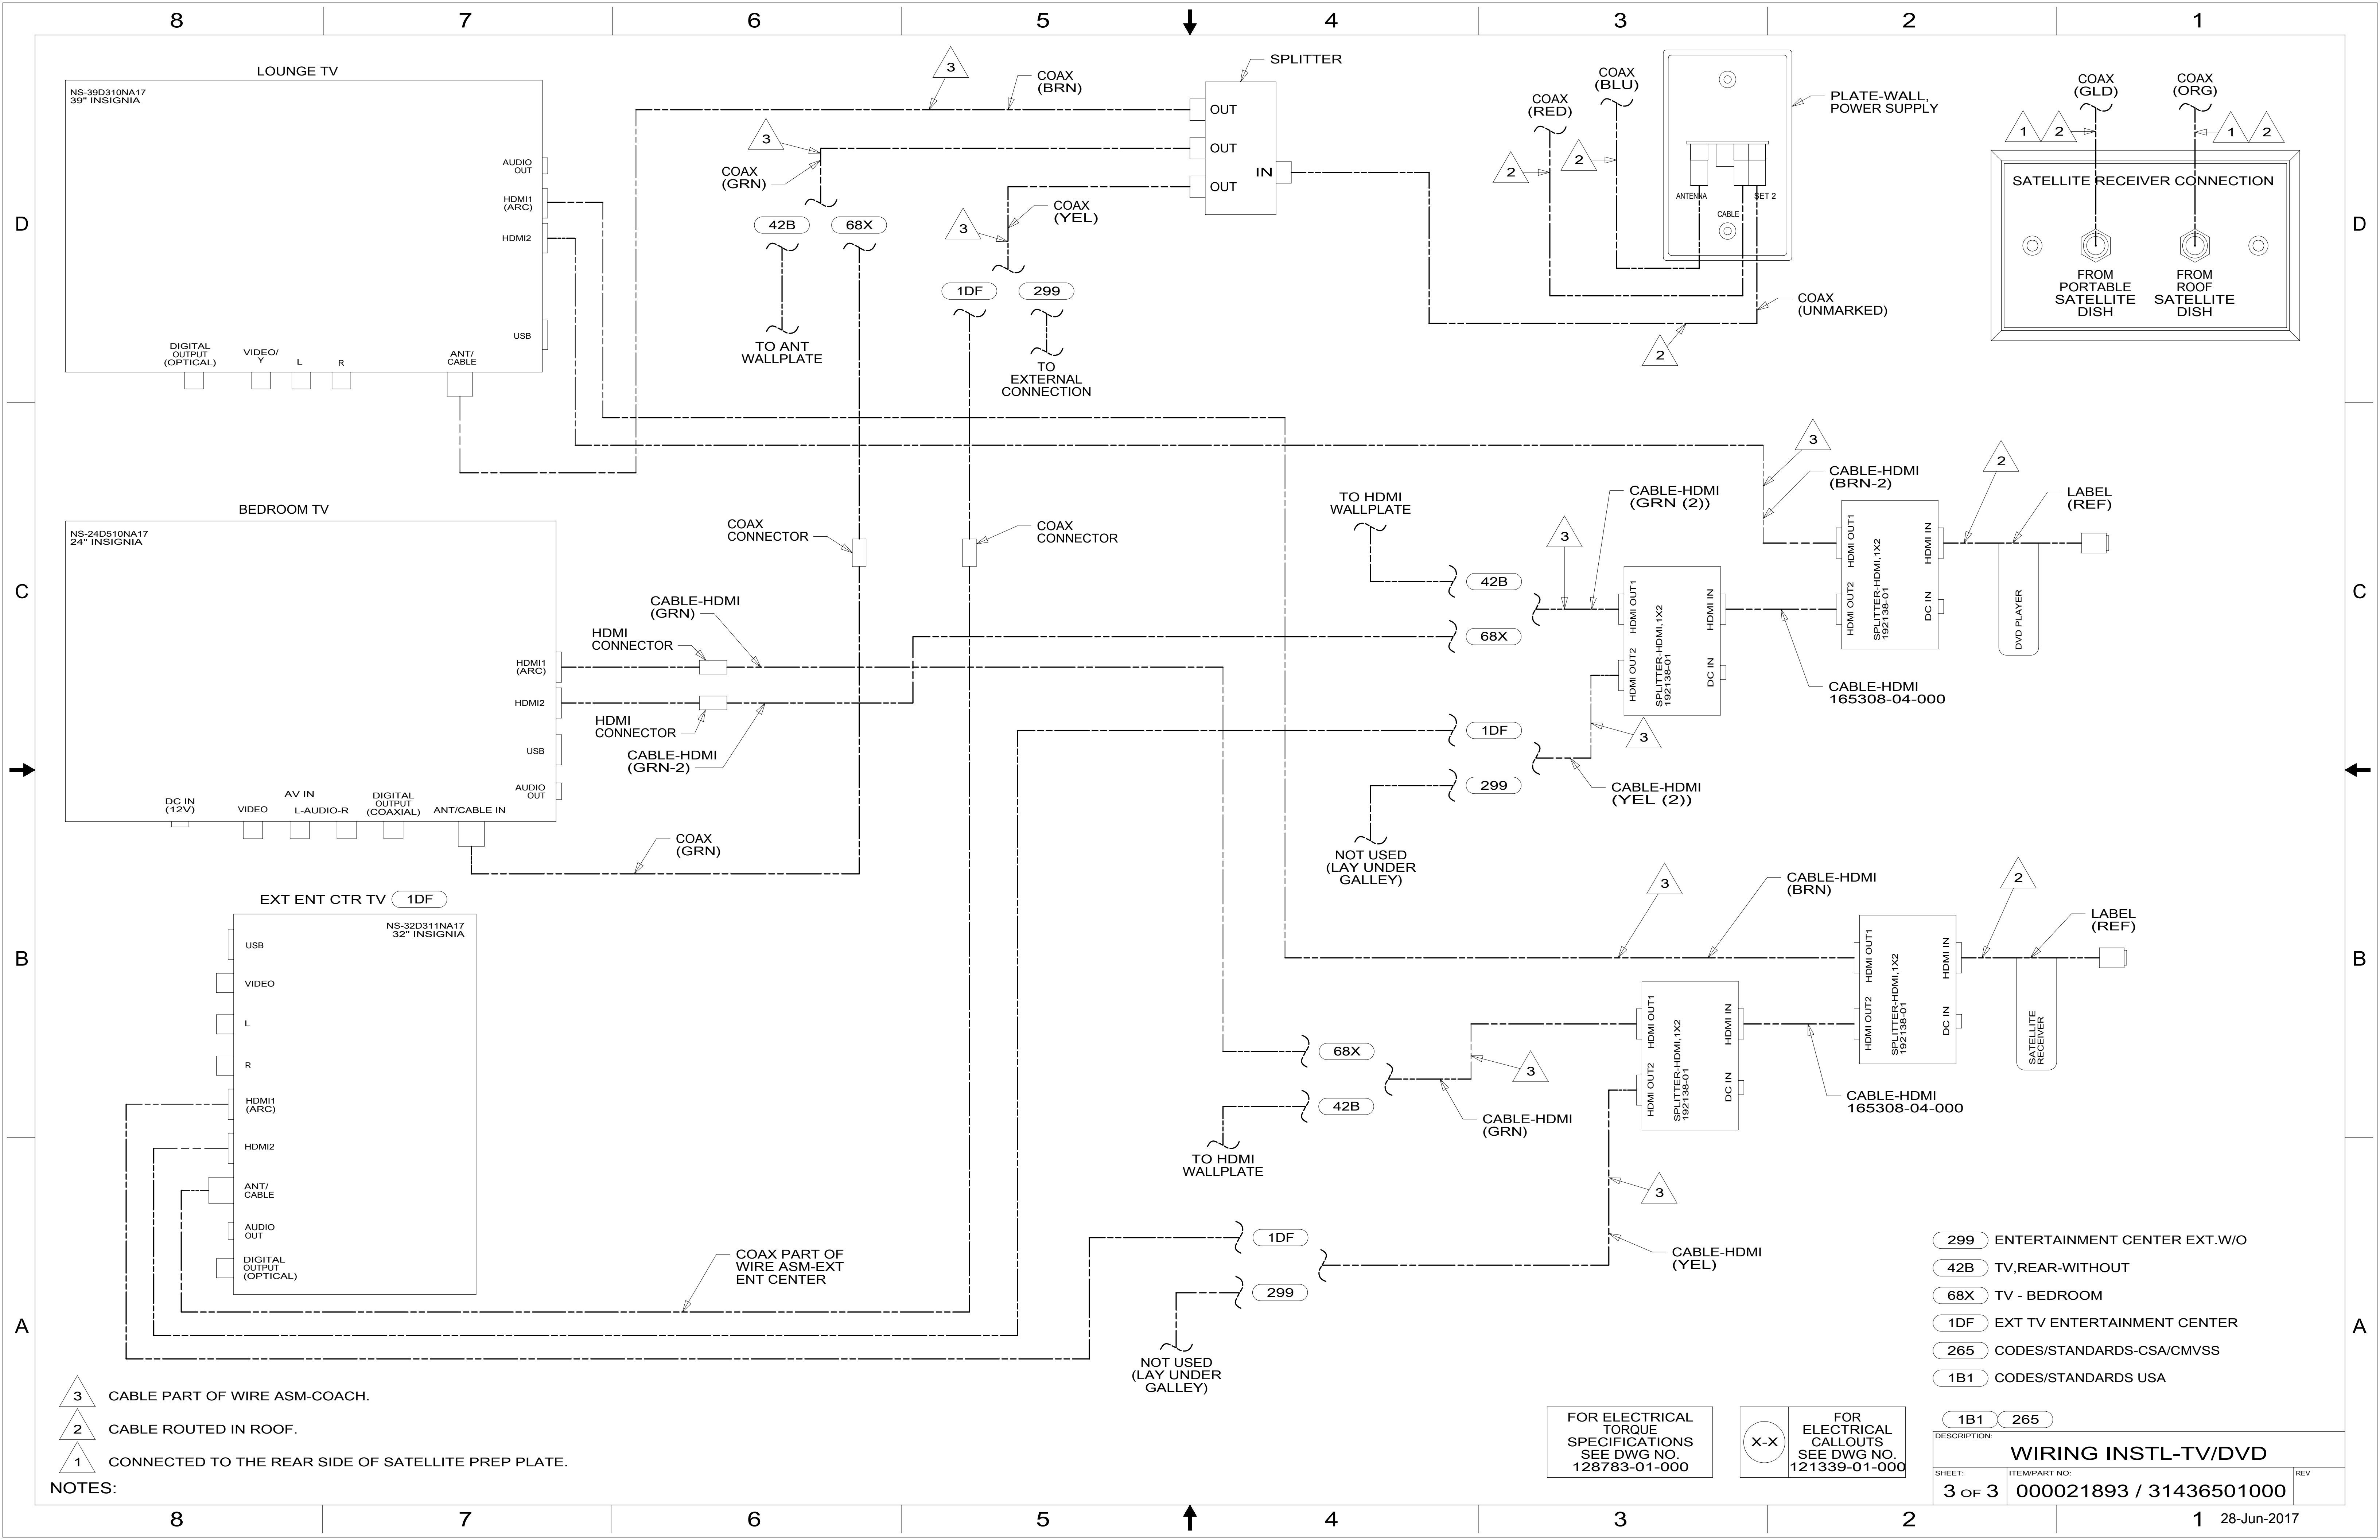 8 7 6 5 4 3 2 1
D
C
B
A
LOUNGE TV
NS-39D310NA17
39" INSIGNIA
AUDIO
OUT
HDMI1
(ARC)
HDMI2
USB
DIGITAL
OUTPUT
(OPTICAL)
VIDEO/
Y
L
R
ANT/
CABLE
3
COAX
(BRN)
3
COAX
(GRN)
42B
68X
TO ANT
WALLPLATE
3
COAX
(YEL)
1DF
299
TO
EXTERNAL
CONNECTION
SPLITTER
OUT
OUT
OUT
IN
COAX
(RED)
COAX
(BLU)
2
2
PLATE-WALL,
POWER SUPPLY
ANTENNA
SET 2
CABLE
COAX
(UNMARKED)
2
COAX
(GLD)
COAX
(ORG)
1 2
1 2
SATELLITE RECEIVER CONNECTION
FROM
PORTABLE
SATELLITE
DISH
FROM
ROOF
SATELLITE
DISH
BEDROOM TV
NS-24D510NA17
24" INSIGNIA
HDMI1
(ARC)
HDMI2
USB
AUDIO
OUT
DC IN
(12V)
AV IN
VIDEO
L-AUDIO-R
DIGITAL
OUTPUT
(COAXIAL)
ANT/CABLE IN
COAX
CONNECTOR
COAX
CONNECTOR
CABLE-HDMI
(GRN)
HDMI
CONNECTOR
HDMI
CONNECTOR
CABLE-HDMI
(GRN-2)
COAX
(GRN)
TO HDMI
WALLPLATE
42B
68X
1DF
299
NOT USED
(LAY UNDER
GALLEY)
3
CABLE-HDMI
(GRN (2))
HDMI OUT1
HDMI OUT2
SPLITTER-HDMI,1X2
192138-01
HDMI IN
DC IN
3
CABLE-HDMI
(YEL (2))
3
CABLE-HDMI
(BRN-2)
HDMI OUT1
HDMI OUT2
SPLITTER-HDMI,1X2
192138-01
HDMI IN
DC IN
2
LABEL
(REF)
DVD PLAYER
CABLE-HDMI
165308-04-000
EXT ENT CTR TV 1DF
NS-32D311NA17
32" INSIGNIA
USB
VIDEO
L
R
HDMI1
(ARC)
HDMI2
ANT/
CABLE
AUDIO
OUT
DIGITAL
OUTPUT
(OPTICAL)
COAX PART OF
WIRE ASM-EXT
ENT CENTER
3
CABLE-HDMI
(BRN)
HDMI OUT1
HDMI OUT2
SPLITTER-HDMI,1X2
192138-01
HDMI IN
DC IN
2
LABEL
(REF)
SATELLITE
RECEIVER
CABLE-HDMI
165308-04-000
HDMI OUT1
HDMI OUT2
SPLITTER-HDMI,1X2
192138-01
HDMI IN
DC IN
68X
42B
TO HDMI
WALLPLATE
3
CABLE-HDMI
(GRN)
3
CABLE-HDMI
(YEL)
1DF
299
NOT USED
(LAY UNDER
GALLEY)
299 ENTERTAINMENT CENTER EXT.W/O
42B TV,REAR-WITHOUT
68X TV - BEDROOM
1DF EXT TV ENTERTAINMENT CENTER
265 CODES/STANDARDS-CSA/CMVSS
1B1 CODES/STANDARDS USA
3 CABLE PART OF WIRE ASM-COACH.
2 CABLE ROUTED IN ROOF.
1 CONNECTED TO THE REAR SIDE OF SATELLITE PREP PLATE.
NOTES:
FOR ELECTRICAL
TORQUE
SPECIFICATIONS
SEE DWG NO.
128783-01-000
X-X
FOR
ELECTRICAL
CALLOUTS
SEE DWG NO.
121339-01-000
1B1 265
DESCRIPTION:
WIRING INSTL-TV/DVD
SHEET:
3 OF 3
ITEM/PART NO:
000021893 / 31436501000
REV
D
C
B
A
8 7 6 5 4 3 2 1
28-Jun-2017